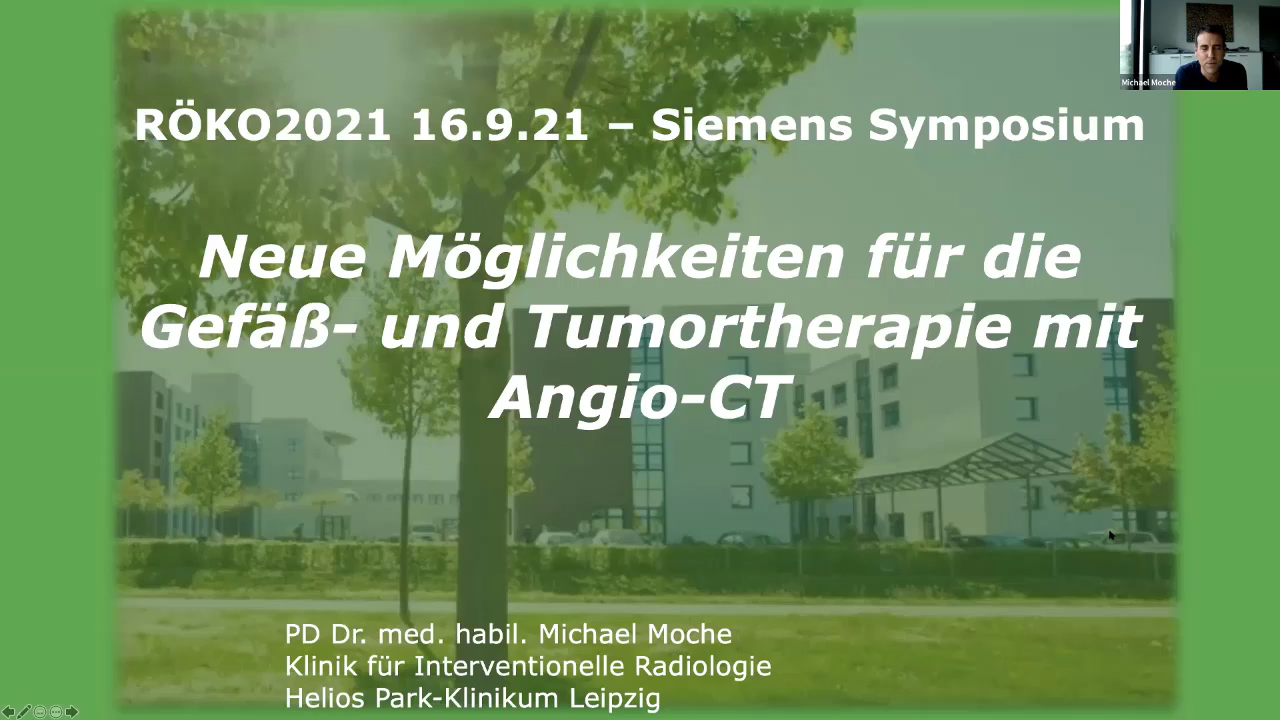 Michael Moche
RÖKO2021 16.9.21 – Siemens Symposium
Neue Möglichkeiten für die
Gefäß- und Tumortherapie mit
Angio-CT
PD Dr. med. habil. Michael Moche
Klinik für Interventionelle Radiologie
Helios Park-Klinikum Leipzig